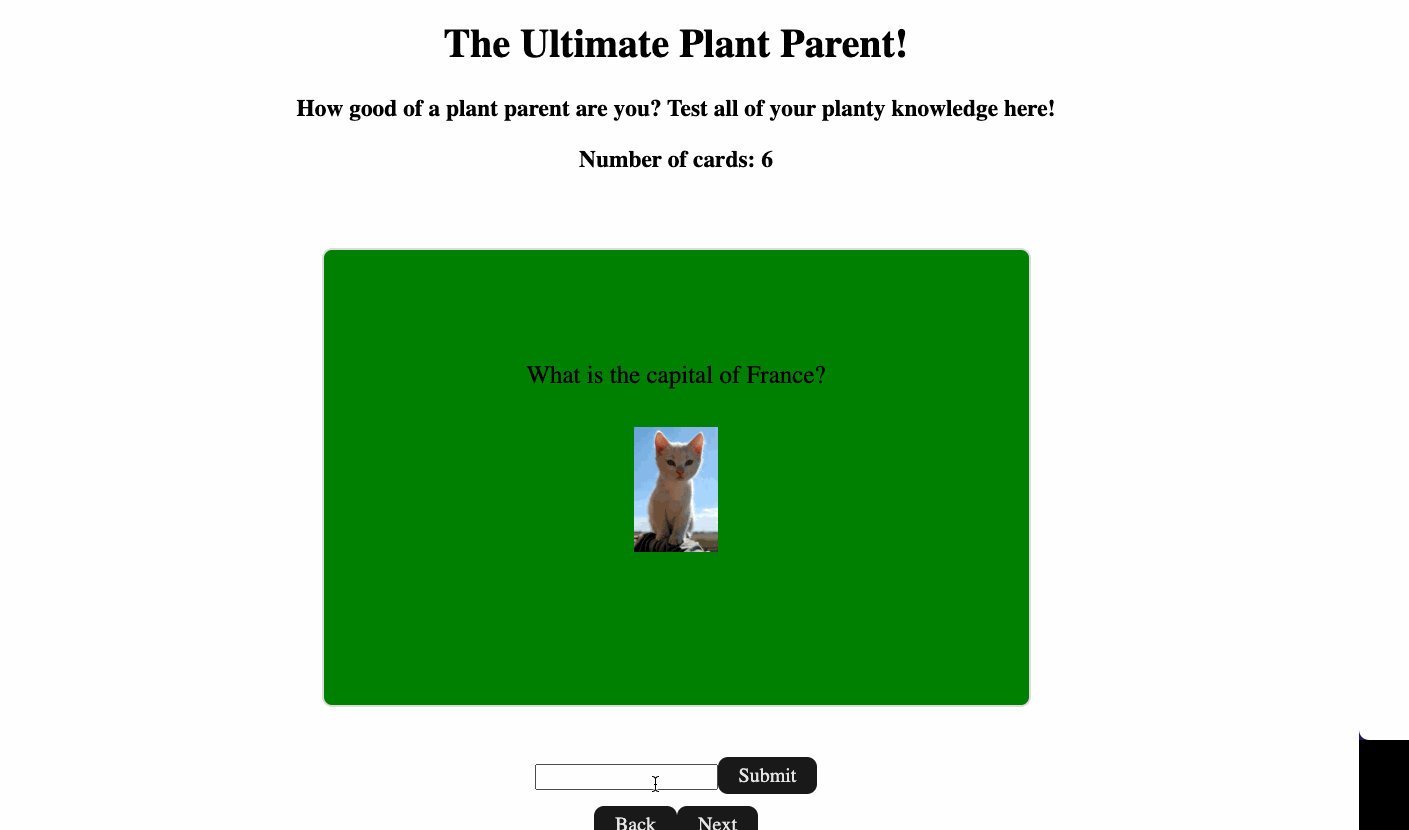 The Ultimate Plant Parent!
How good of a plant parent are you? Test all of your planty knowledge here!
Number of cards: 6
What is the capital of France?
Submit
Back Next